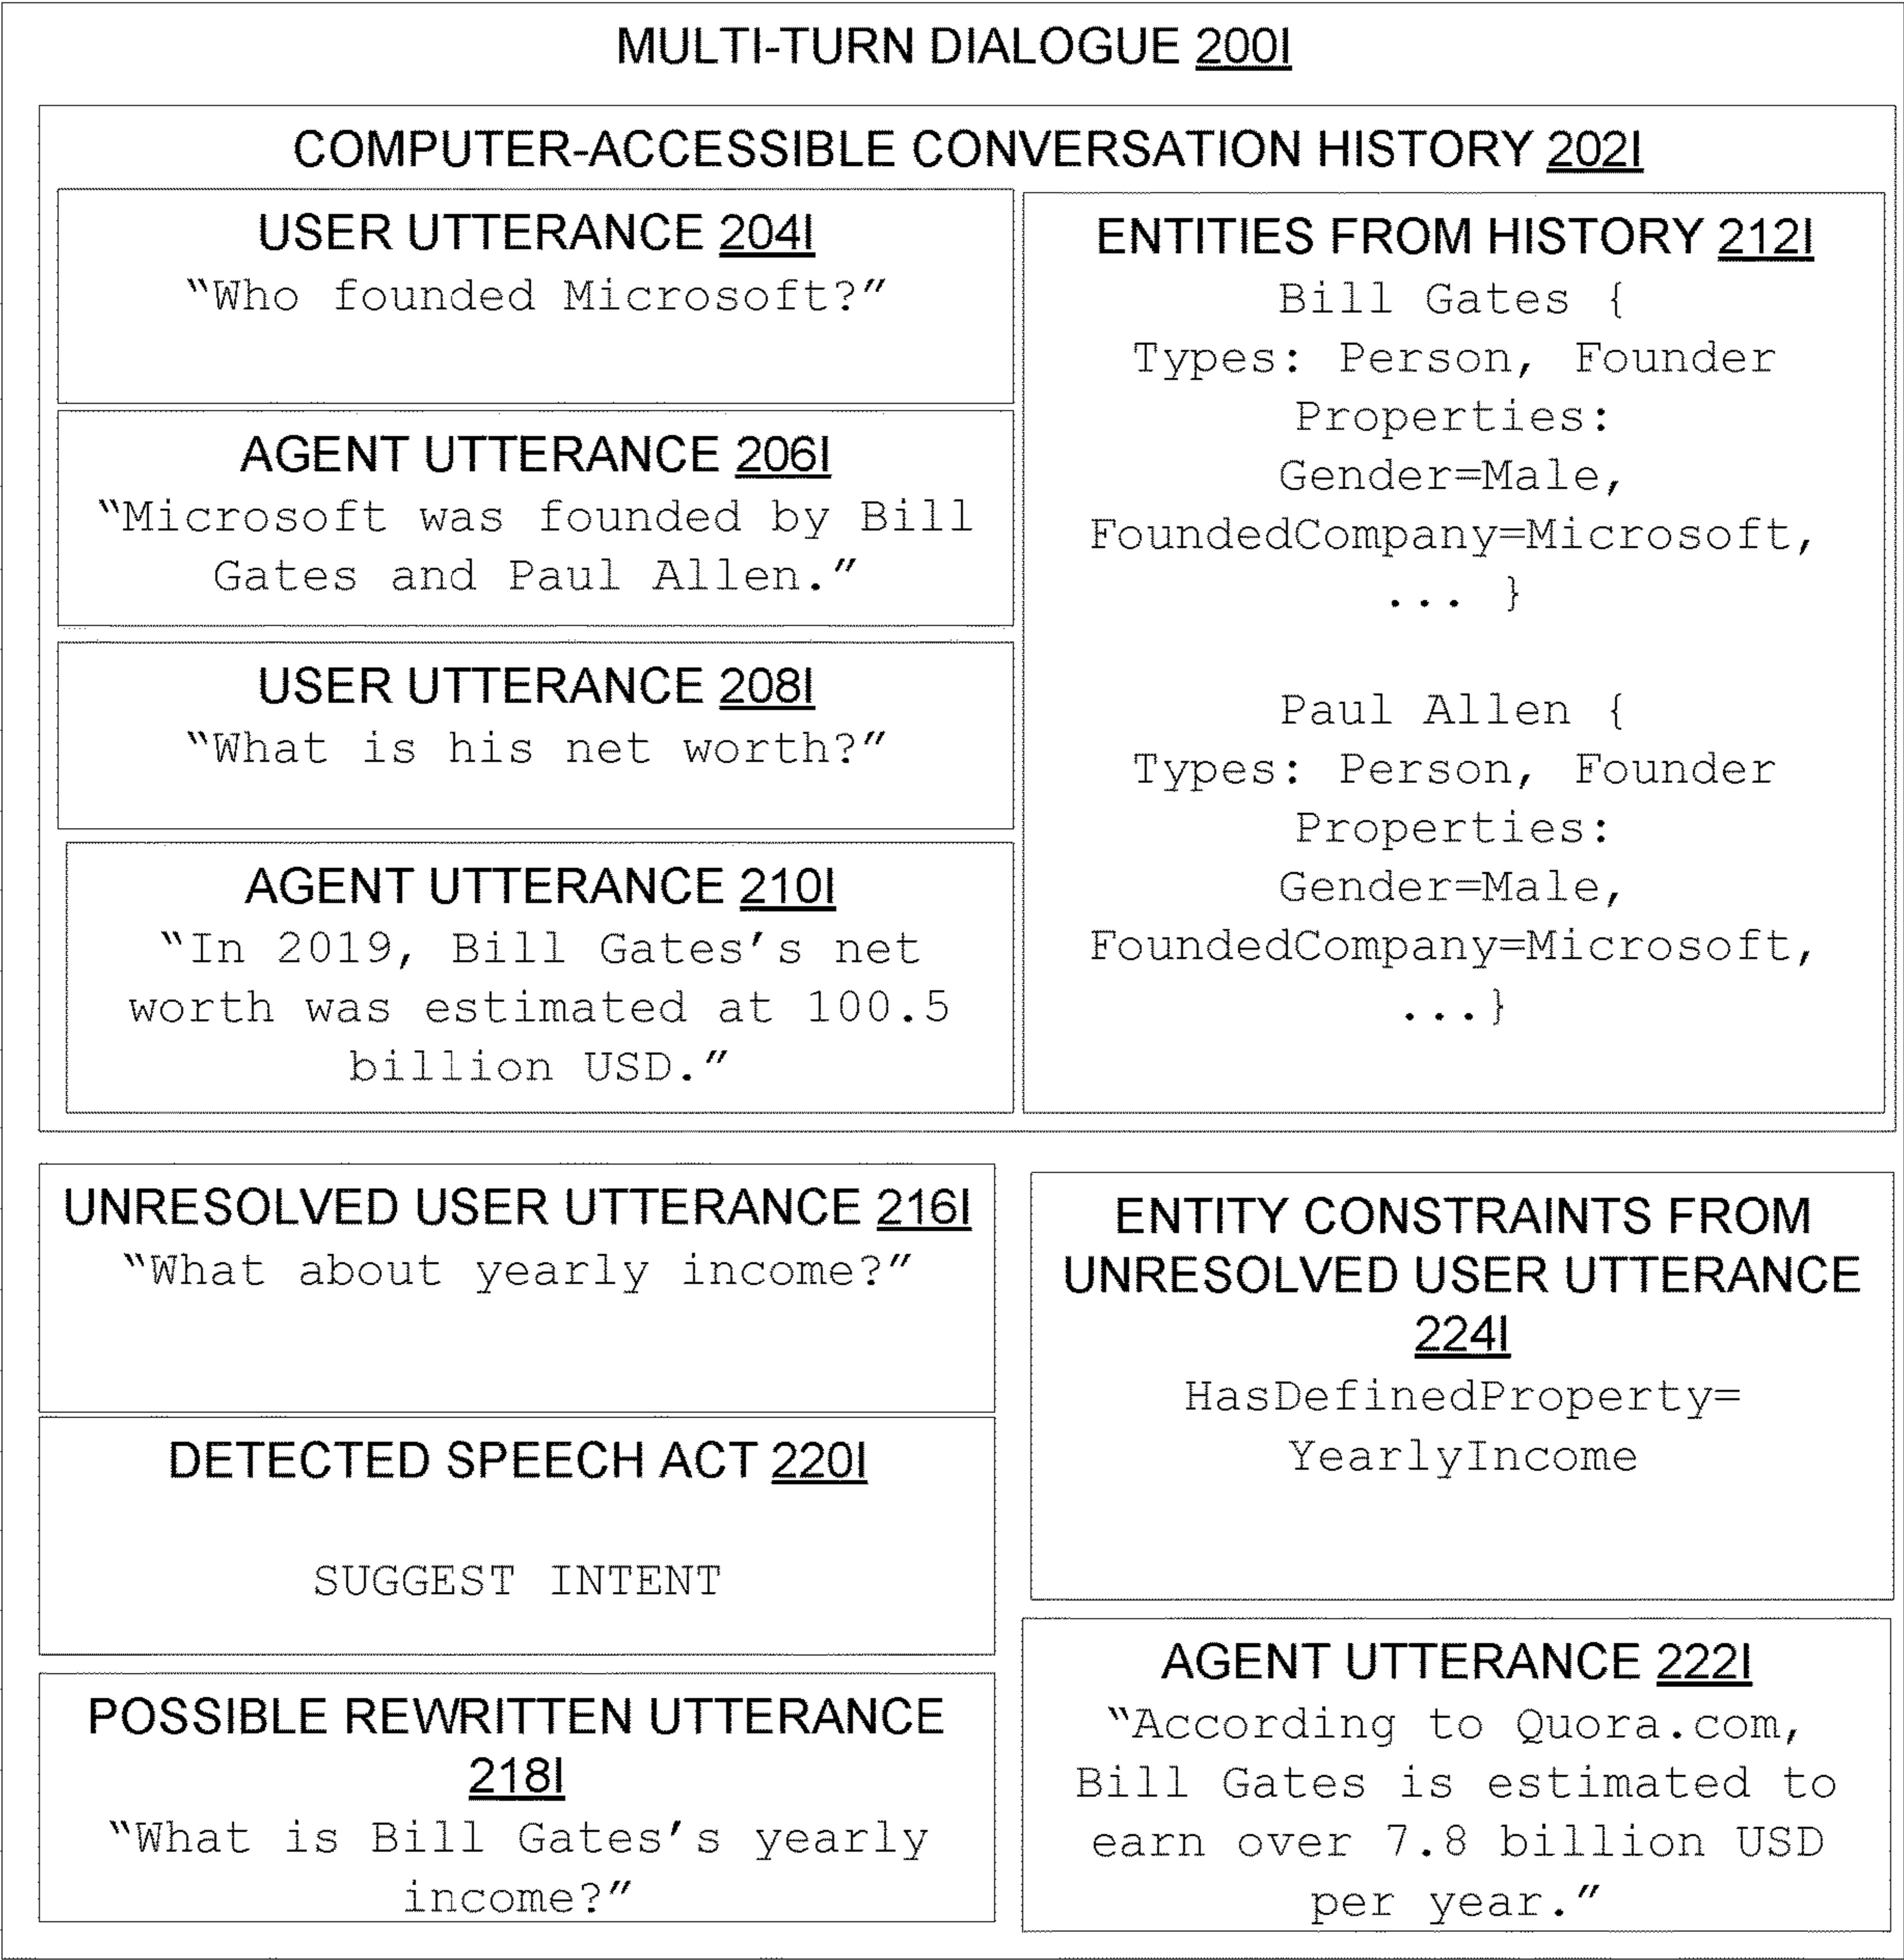 MULTI-TURN DIALOGUE 200I
COMPUTER-ACCESSIBLE CONVERSATION HISTORY 202I
USER UTTERANCE 204I
“Who founded Microsoft?”
AGENT UTTERANCE 206I
“Microsoft was founded by Bill
Gates and Paul Allen.”
USER UTTERANCE 208I
“What is his net worth?”
AGENT UTTERANCE 210I
“In 2019, Bill Gates’s net
worth was estimated at 100.5
billion USD.”
ENTITIES FROM HISTORY 212I
Bill Gates {
Types: Person, Founder
Properties:
Gender=Male,
FoundedCompany=Microsoft,
... }
Paul Allen {
Types: Person, Founder
Properties:
Gender=Male,
FoundedCompany=Microsoft,
...}
UNRESOLVED USER UTTERANCE 216I
“What about yearly income?”
DETECTED SPEECH ACT 220I
SUGGEST INTENT
POSSIBLE REWRITTEN UTTERANCE
218I
“What is Bill Gates’s yearly
income?”
ENTITY CONSTRAINTS FROM
UNRESOLVED USER UTTERANCE
224I
HasDefinedProperty=
YearlyIncome
AGENT UTTERANCE 222I
“According to Quora.com,
Bill Gates is estimated to
earn over 7.8 billion USD
per year.”